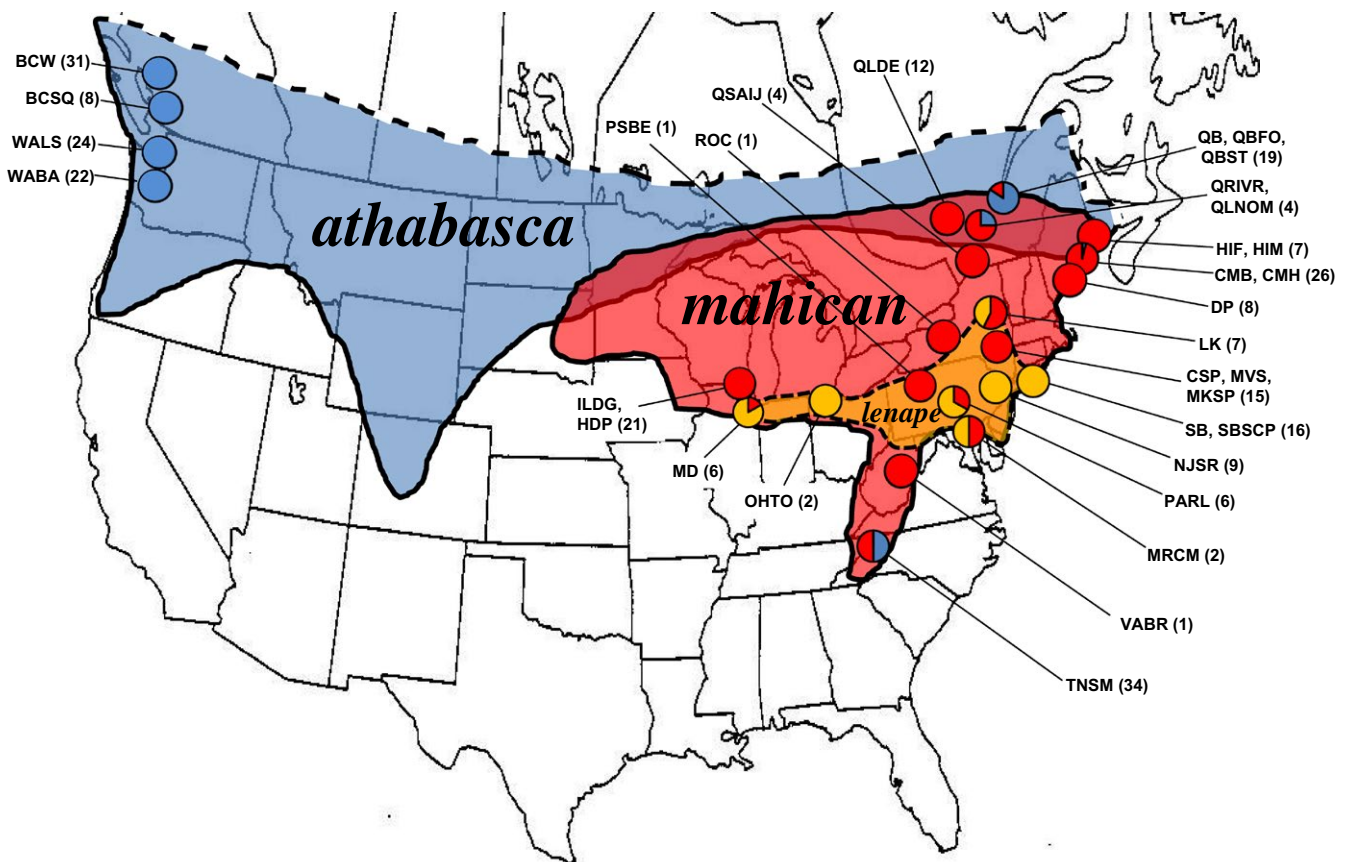 BCW (31)
BCSQ (8)
WALS (24)
WABA (22)
PSBE (1)
ROC (1)
QSAIJ (4)
QLDE (12)
QB, QBFO,
QBST (19)
QRIVR,
QLNOM (4)
HIF, HIM (7)
CMB, CMH (26)
DP (8)
LK (7)
CSP, MVS,
MKSP (15)
SB, SBSCP (16)
NJSR (9)
PARL (6)
MRCM (2)
VABR (1)
TNSM (34)
athabasca
mahican
lenape
ILDG,
HDP (21)
MD (6)
OHTO (2)